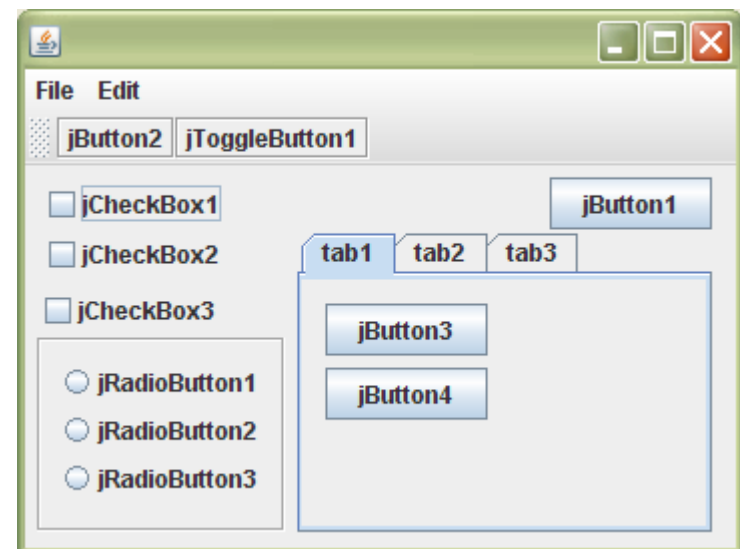 File Edit
jButton2 jToggleButton1
jCheckBox1 jButton1
jCheckBox2 tab1 tab2 tab3
jCheckBox3
jButton3
jRadioButton1
jButton4
jRadioButton2
jRadioButton3